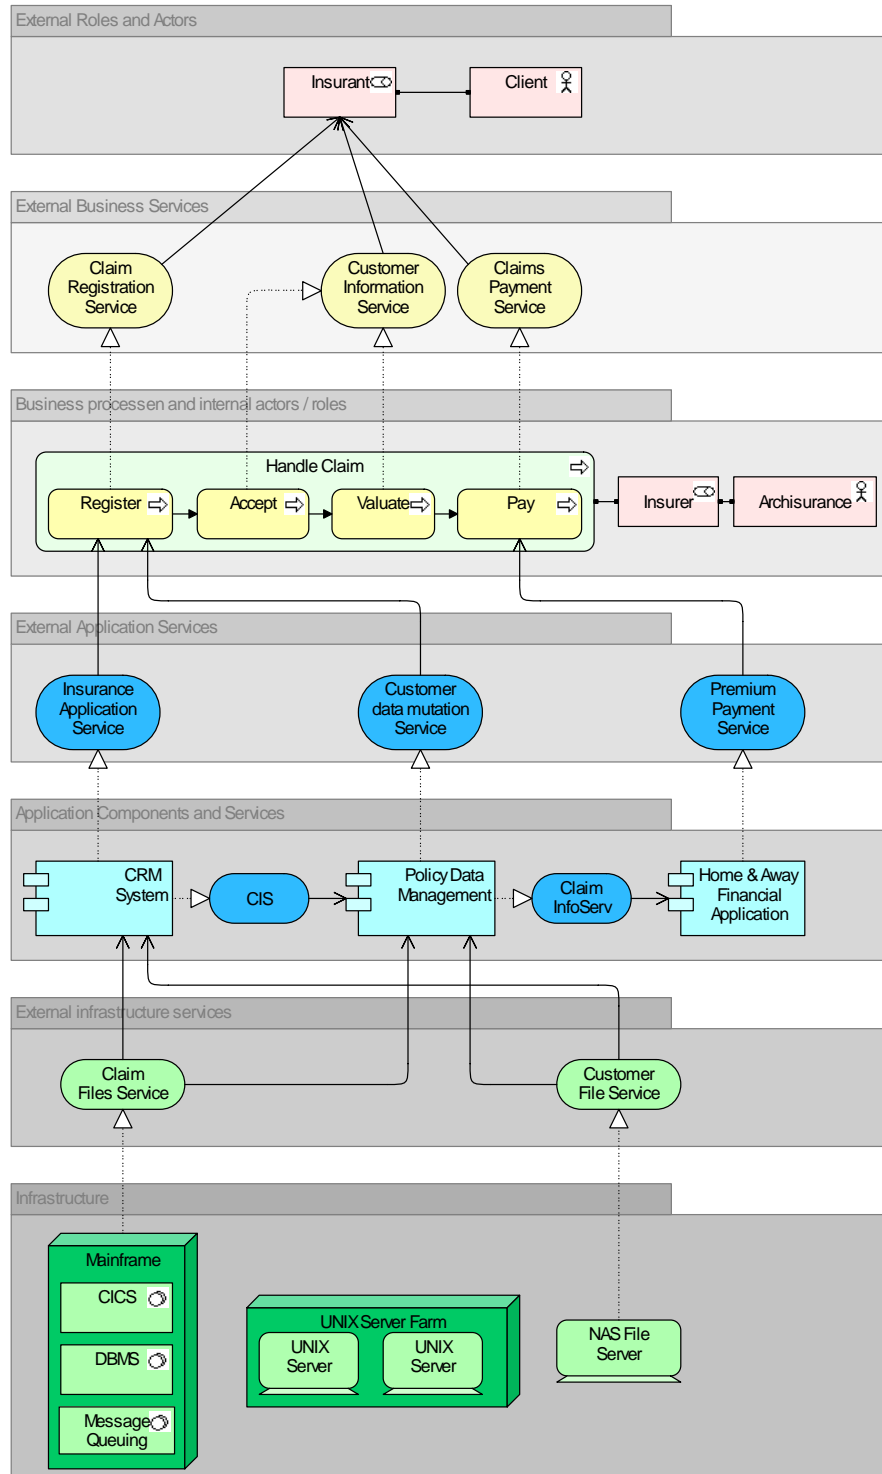 External Roles and Actors
Insurant
Client
External Business Services
Claim
Registration
Service
Customer
Information
Service
Claims
Payment
Service
Business processen and internal actors / roles
Handle Claim
Register
Accept
Valuate
Pay
Insurer
Archisurance
External Application Services
Insurance
Application
Service
Customer
data mutation
Service
Premium
Payment
Service
Application Components and Services
CRM
System
CIS
Policy Data
Management
Claim
InfoServ
Home & Away
Financial
Application
External infrastructure services
Claim
Files Service
Customer
File Service
Infrastructure
Mainframe
CICS
DBMS
Message
Queuing
UNIX Server Farm
UNIX
Server
UNIX
Server
NAS File
Server